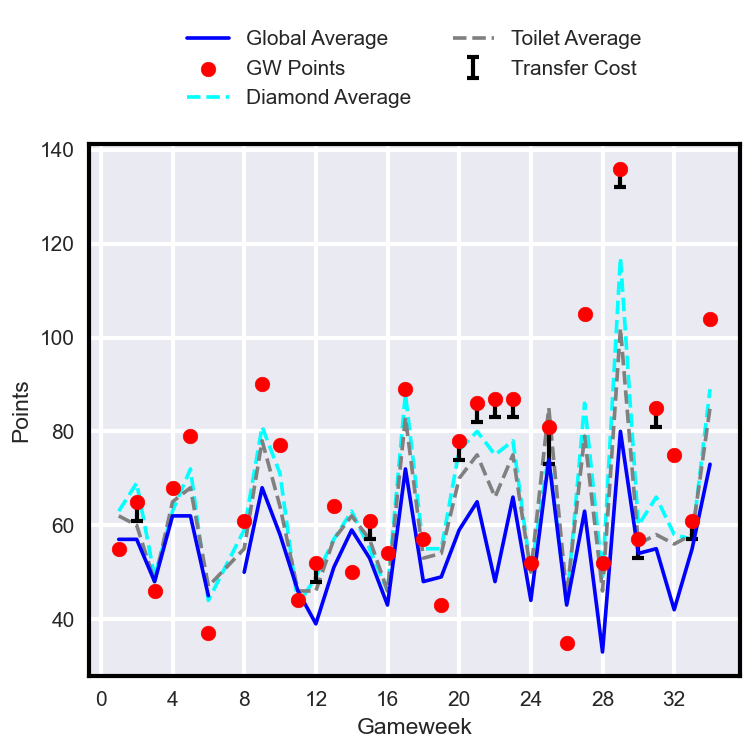 Global Average
GW Points
Diamond Average
Toilet Average
Transfer Cost
140
120
100
80
60
40
Points
0 4 8 12 16 20 24 28 32
Gameweek